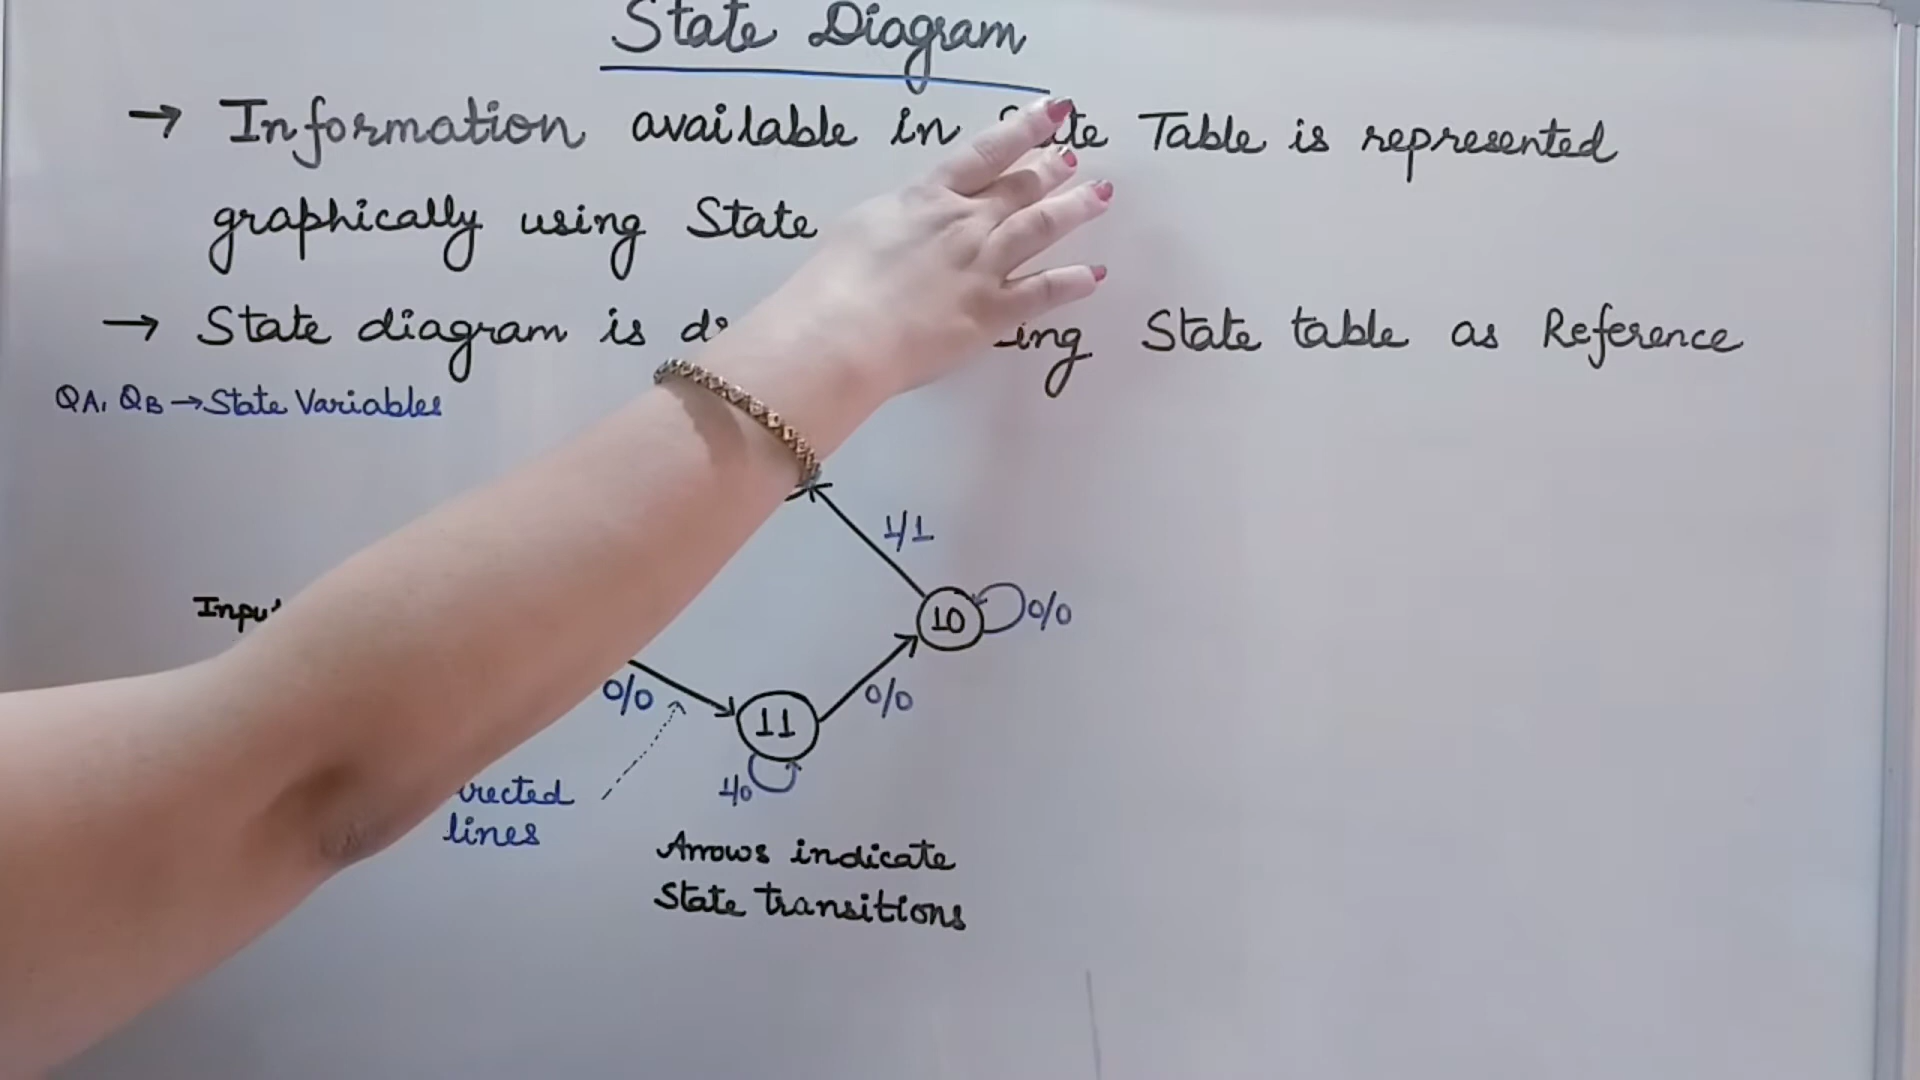 State Diagram
→ Information available in State Table is represented
graphically using State
→ State diagram is ing State table as Reference
QA, QB → State Variables
1/1
10
0/0
0/0
0/0
11
1/0
lines
Arrows indicate
State transitions